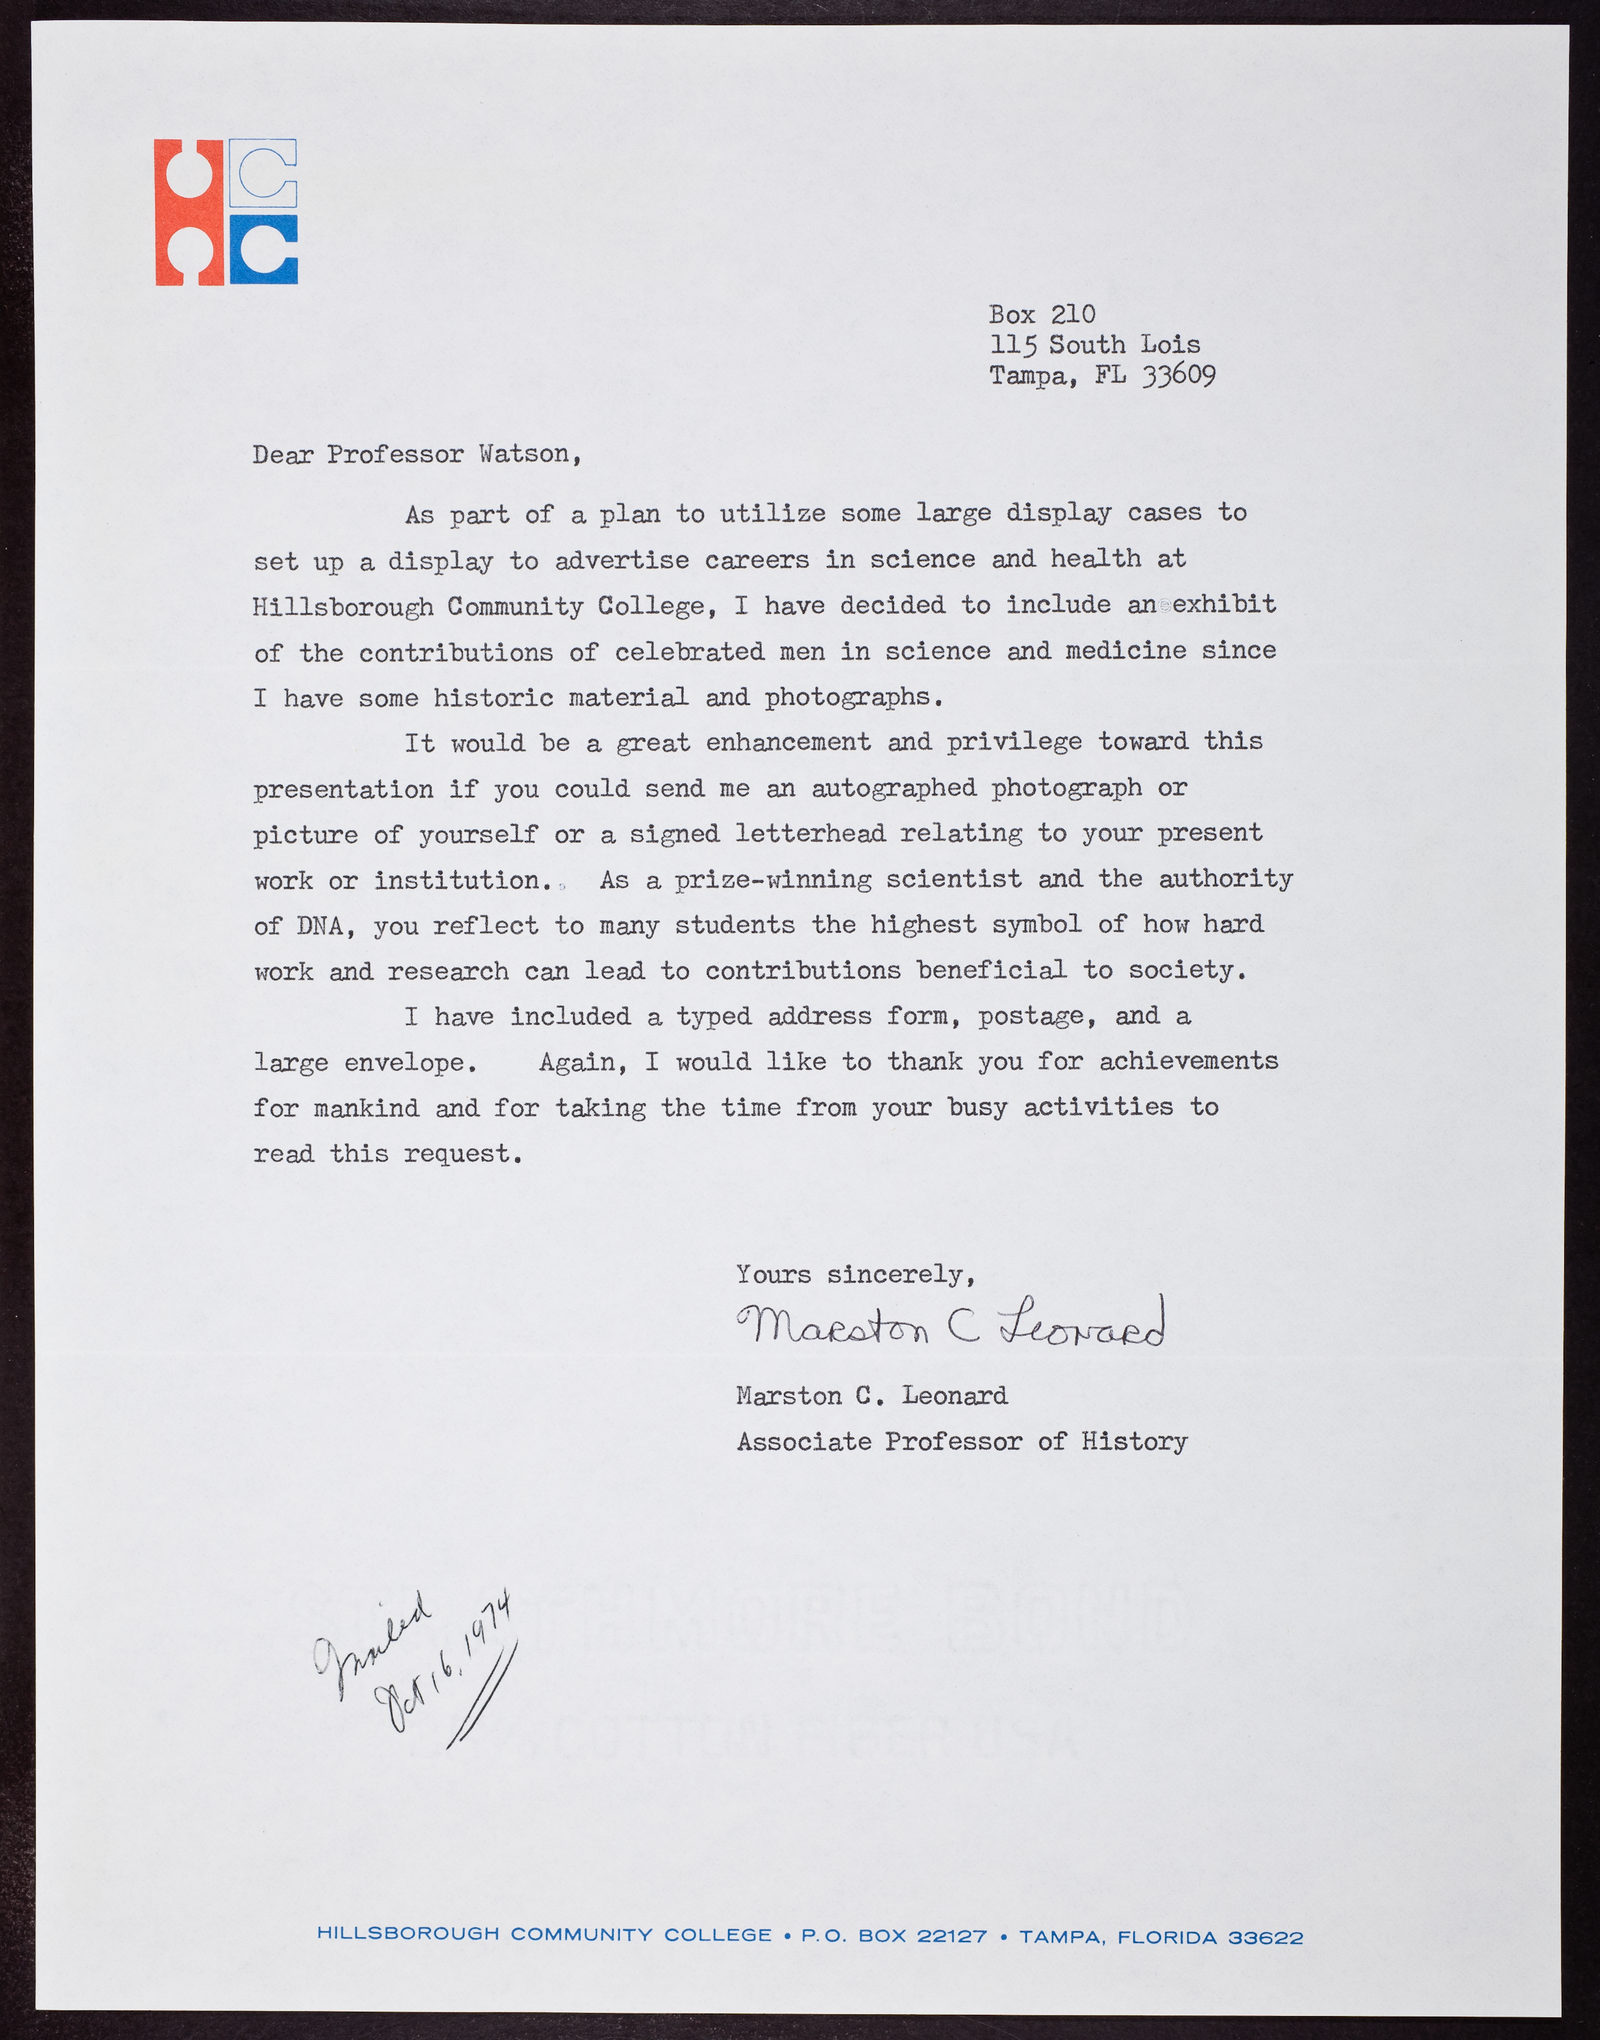 HCCC
Box 210
115 South Lois
Tampa, FL 33609
Dear Professor Watson,
As part of a plan to utilize some large display cases to
set up a display to advertise careers in science and health at
Hillsborough Community College, I have decided to include an exhibit
of the contributions of celebrated men in science and medicine since
I have some historic material and photographs.
It would be a great enhancement and privilege toward this
presentation if you could send me an autographed photograph or
picture of yourself or a signed letterhead relating to your present
work or institution. As a prize-winning scientist and the authority
of DNA, you reflect to many students the highest symbol of how hard
work and research can lead to contributions beneficial to society.
I have included a typed address form, postage, and a
large envelope. Again, I would like to thank you for achievements
for mankind and for taking the time from your busy activities to
read this request.
Yours sincerely,
Marston C Leonard
Marston C. Leonard
Associate Professor of History
mailed
Oct 16, 1974
HILLSBOROUGH COMMUNITY COLLEGE • P.O. BOX 22127 • TAMPA, FLORIDA 33622